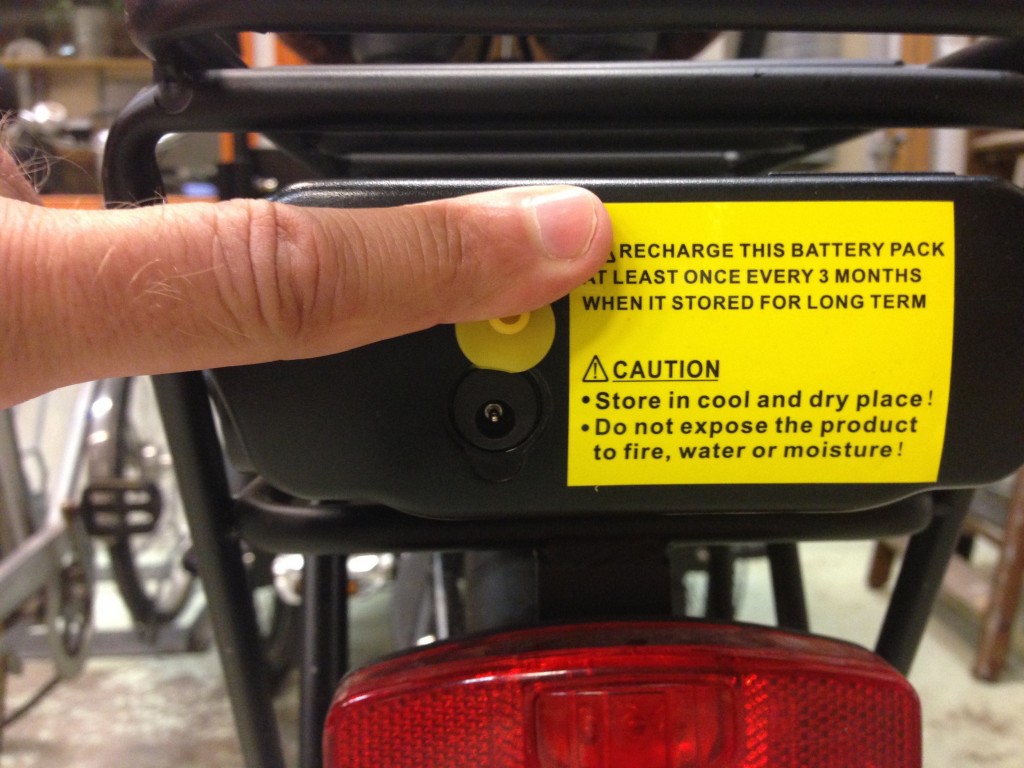 ⚠ RECHARGE THIS BATTERY PACK
AT LEAST ONCE EVERY 3 MONTHS
WHEN IT STORED FOR LONG TERM
⚠ CAUTION
• Store in cool and dry place!
• Do not expose the product
to fire, water or moisture!